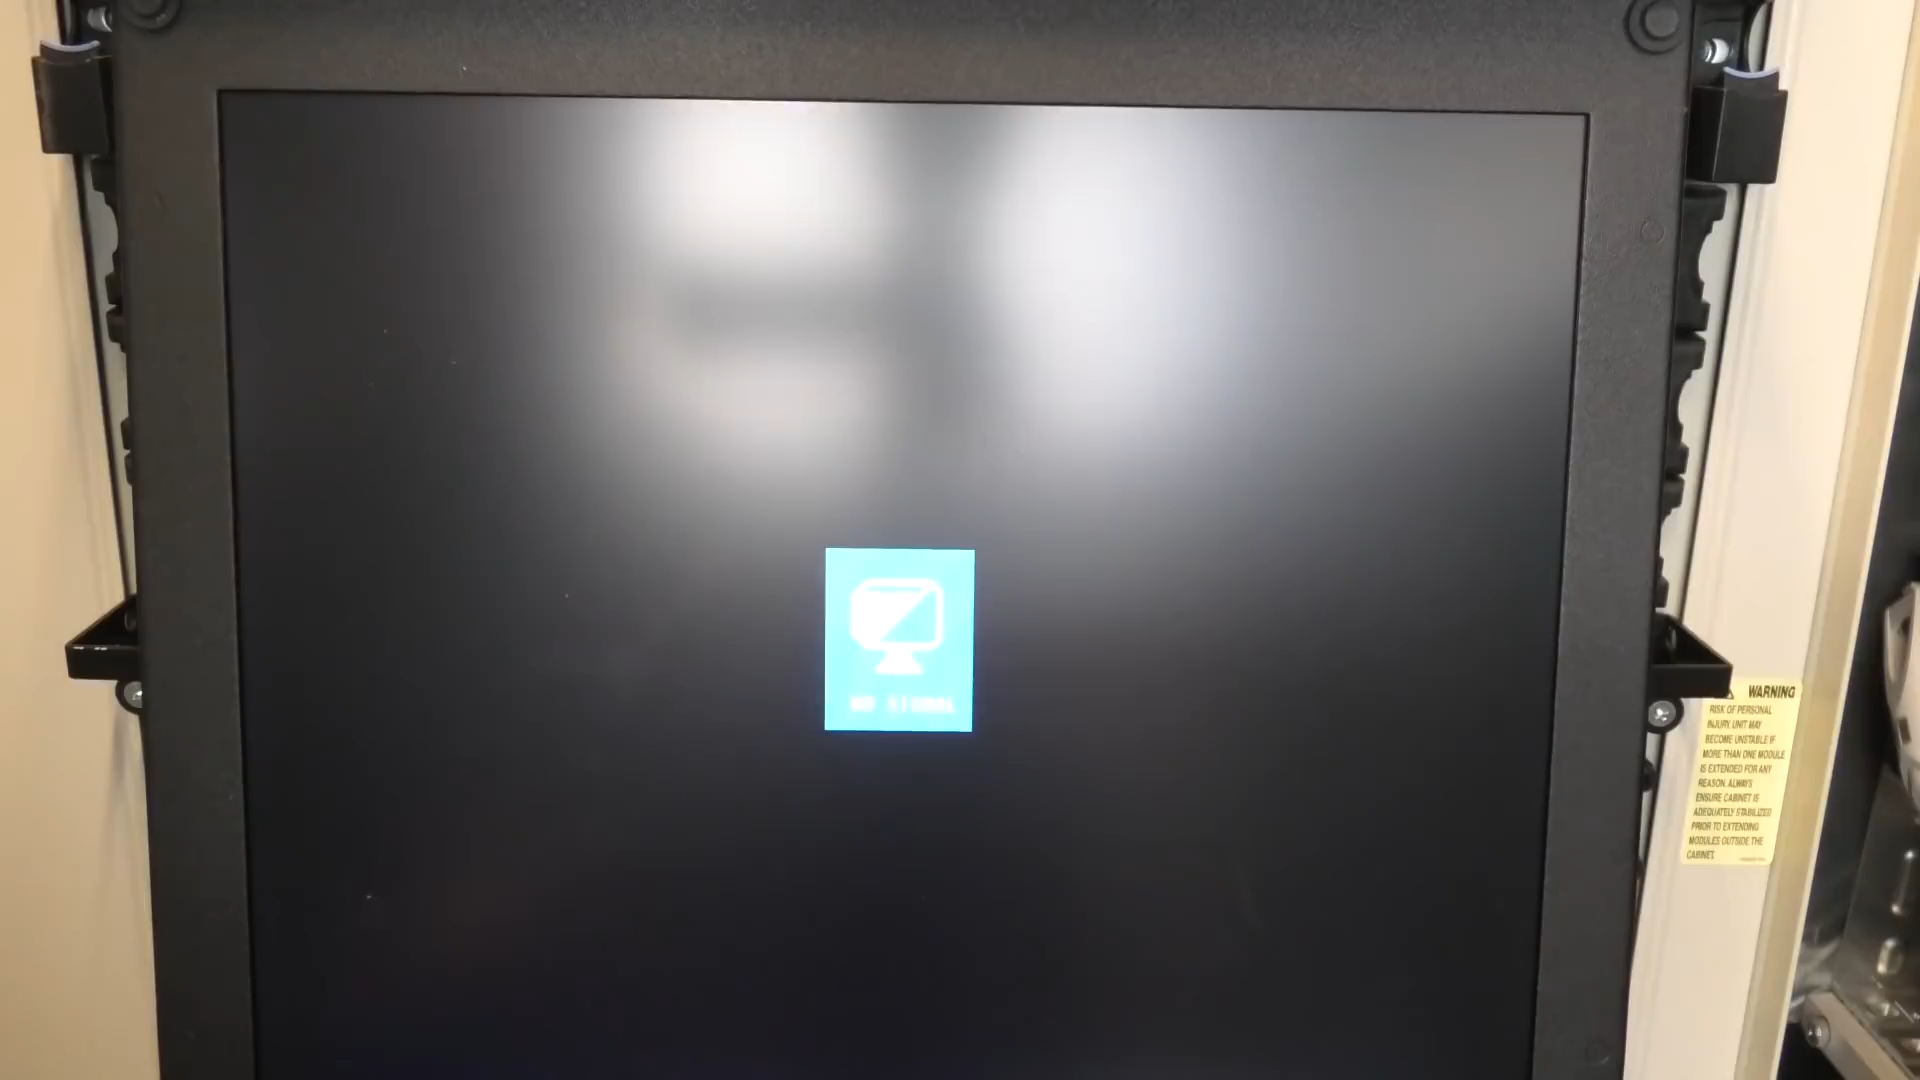 NO SIGNAL
WARNING
RISK OF PERSONAL
INJURY. UNIT MAY
BECOME UNSTABLE IF
MORE THAN ONE MODULE
IS EXTENDED FOR ANY
REASON. ALWAYS
ENSURE CABINET IS
ADEQUATELY STABILIZED
PRIOR TO EXTENDING
MODULES OUTSIDE THE
CABINET.